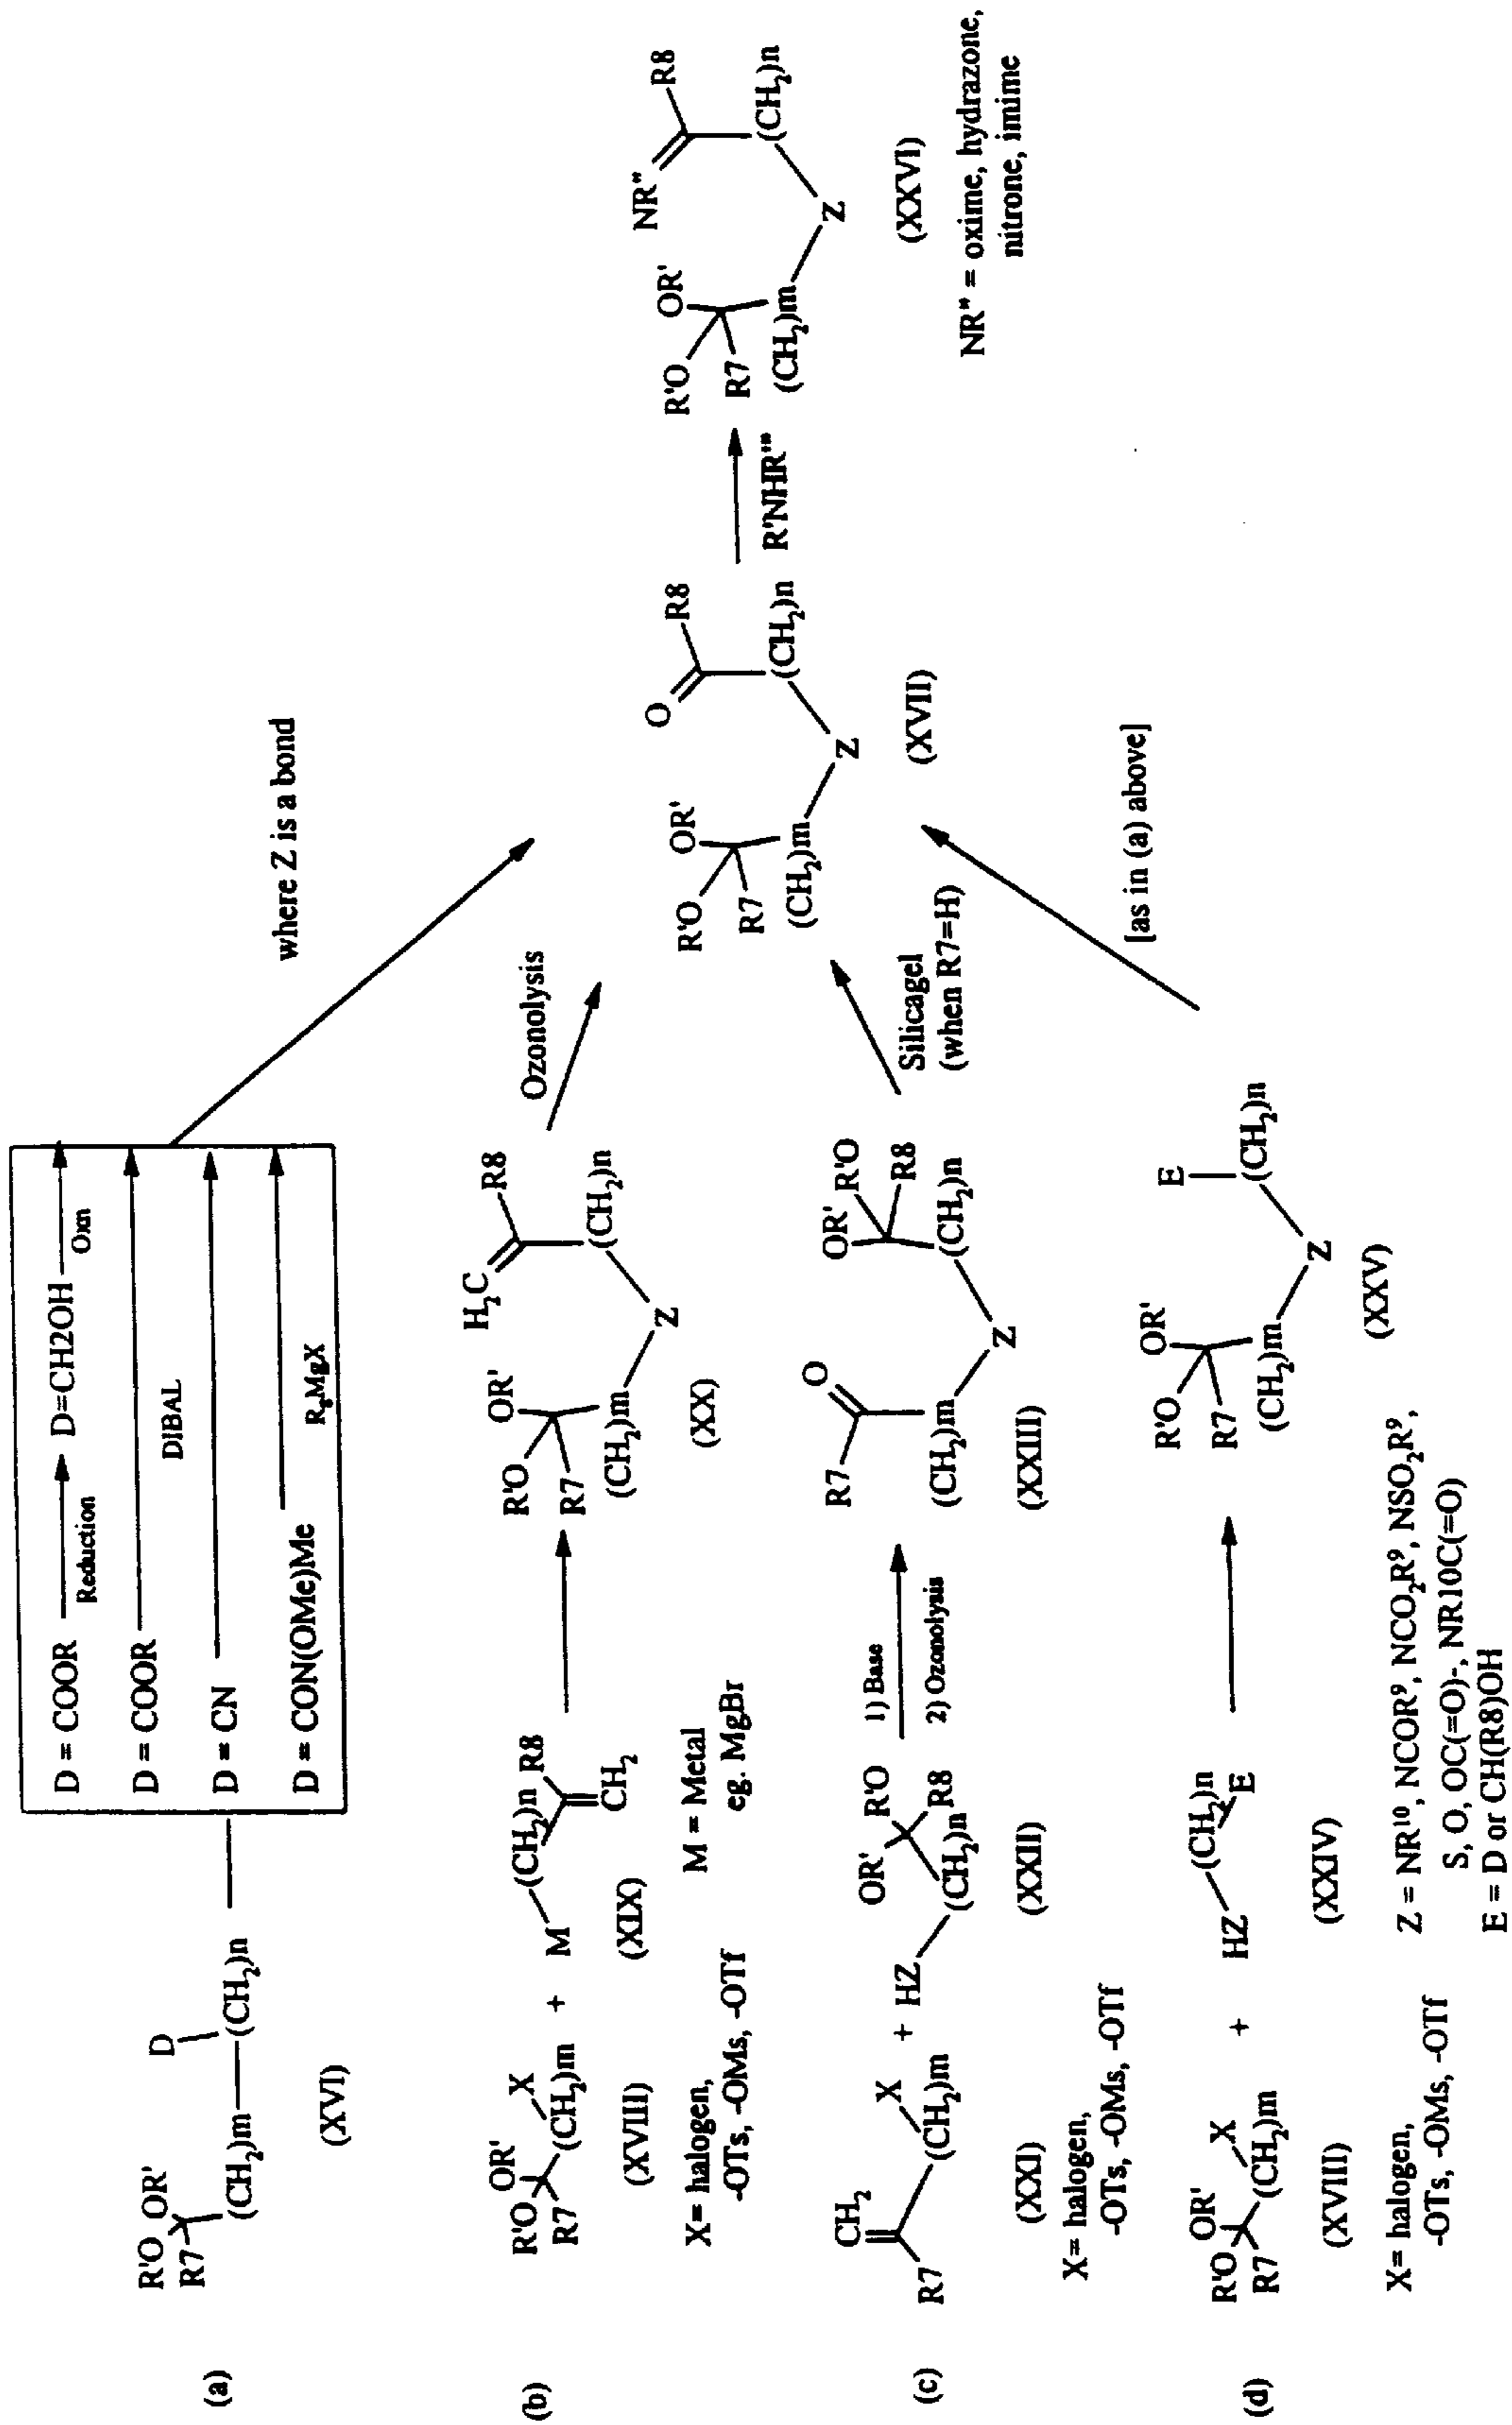 (a)
R'O OR'
R7
(CH₂)m
(CH₂)n
D
(XVI)
D = COOR
Reduction
D=CH2OH
Oxn
D = COOR
DIBAL
D = CN
D = CON(OMe)Me
R₈MgX
where Z is a bond
(b)
R'O OR'
R7
X
(CH₂)m
(XVIII)
X= halogen,
-OTs, -OMs, -OTf
+
M
(CH₂)n
R8
CH₂
(XIX)
M = Metal
eg. MgBr
R'O
OR'
R7
(CH₂)m
Z
(CH₂)n
H₂C
R8
(XX)
Ozonolysis
R'O
OR'
R7
(CH₂)m
Z
(CH₂)n
O
R8
(XVII)
R'NHR'''
R'O
OR'
R7
(CH₂)m
Z
(CH₂)n
NR"
R8
(XXVI)
NR" = oxime, hydrazone,
nitrone, imime
(c)
CH₂
R7
X
(CH₂)m
(XXI)
X= halogen,
-OTs, -OMs, -OTf
+
HZ
(CH₂)n
OR'
R'O
R8
(XXII)
1) Base
2) Ozonolysis
O
R7
(CH₂)m
Z
(CH₂)n
OR'
R'O
R8
(XXIII)
Silicagel
(when R7=H)
(d)
R'O OR'
R7
X
(CH₂)m
(XVIII)
X= halogen,
-OTs, -OMs, -OTf
+
HZ
(CH₂)n
E
(XXIV)
Z = NR¹⁰, NCOR⁹, NCO₂R⁹, NSO₂R⁹,
S, O, OC(=O)-, NR10C(=O)
E = D or CH(R8)OH
R'O
OR'
R7
(CH₂)m
Z
(CH₂)n
E
(XXV)
[as in (a) above]